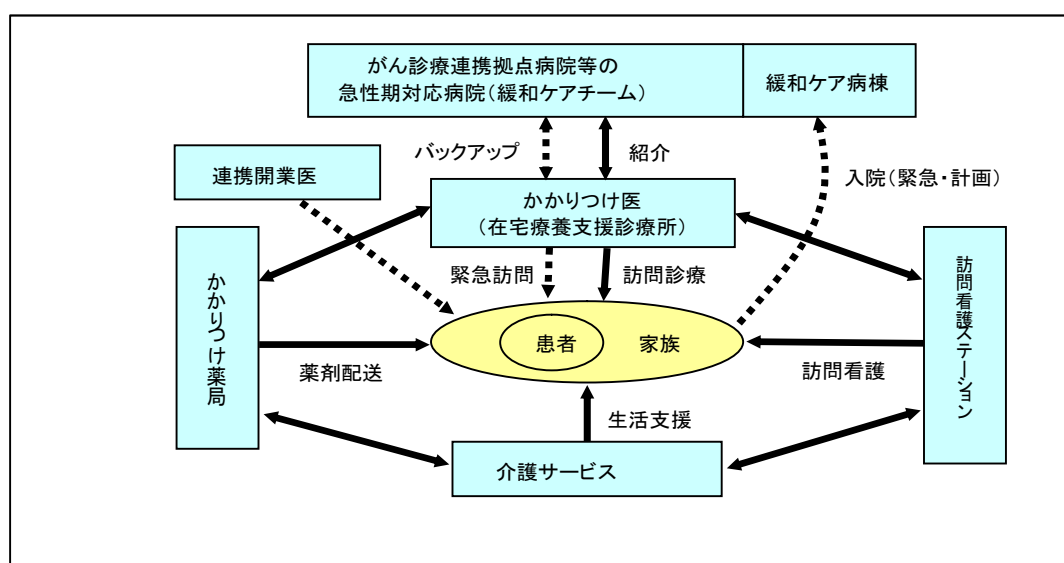 がん診療連携拠点病院等の
急性期対応病院(緩和ケアチーム)
緩和ケア病棟
バックアップ
紹介
連携開業医
入院(緊急・計画)
かかりつけ医
(在宅療養支援診療所)
緊急訪問
訪問診療
かかりつけ薬局
訪問看護ステーション
患者
家族
薬剤配送
訪問看護
生活支援
介護サービス